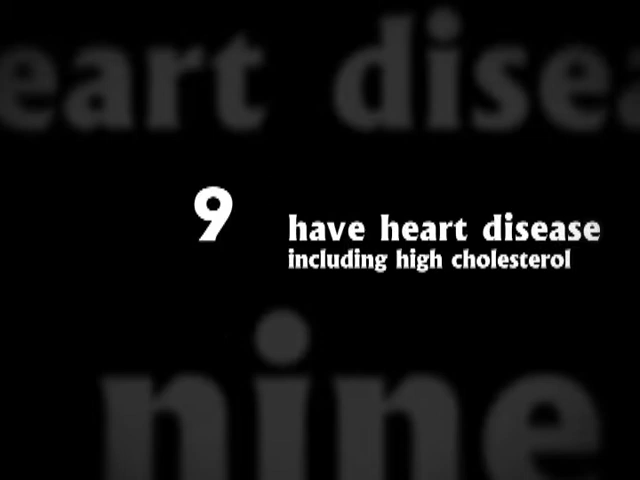 eart disea
9 have heart disease
including high cholesterol
nine